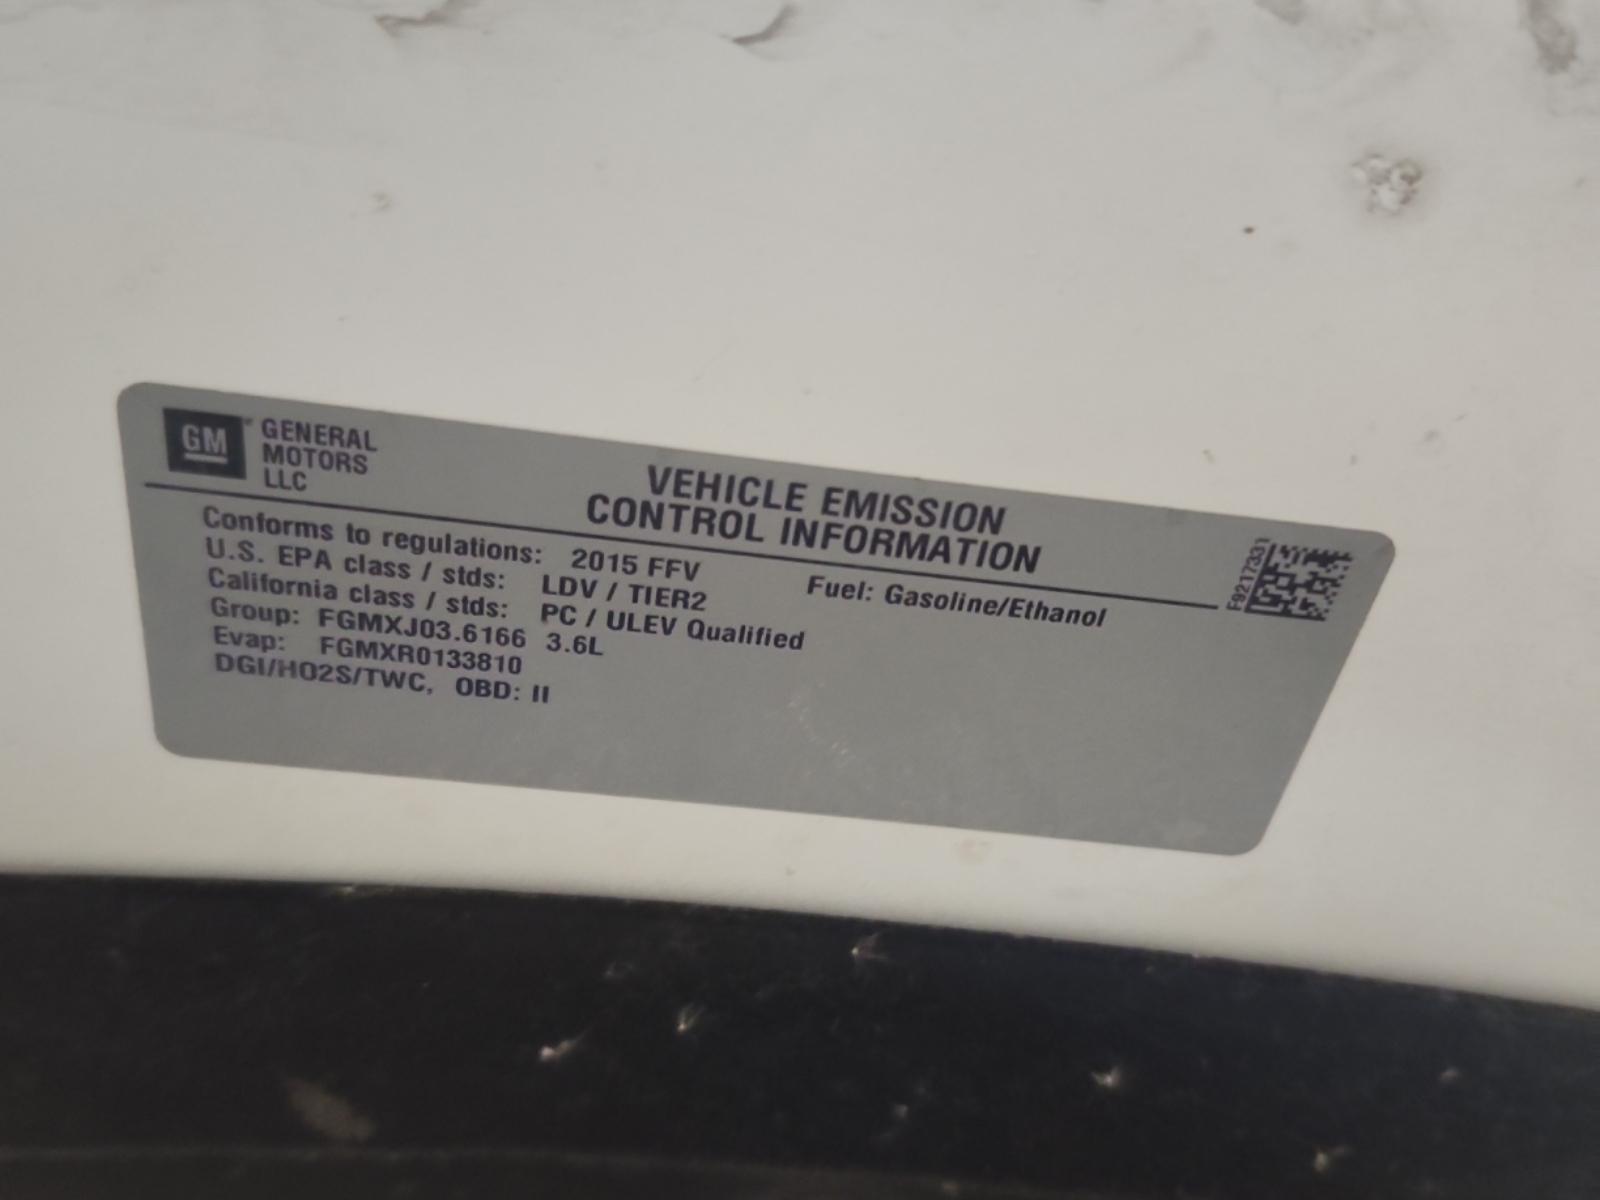 GM GENERAL
MOTORS
LLC
VEHICLE EMISSION
CONTROL INFORMATION
Conforms to regulations: 2015 FFV Fuel: Gasoline/Ethanol
U.S. EPA class / stds: LDV / TIER2
California class / stds: PC / ULEV Qualified
Group: FGMXJ03.6166 3.6L
Evap: FGMXR0133810
DGI/HO2S/TWC, OBD: II
F9217331